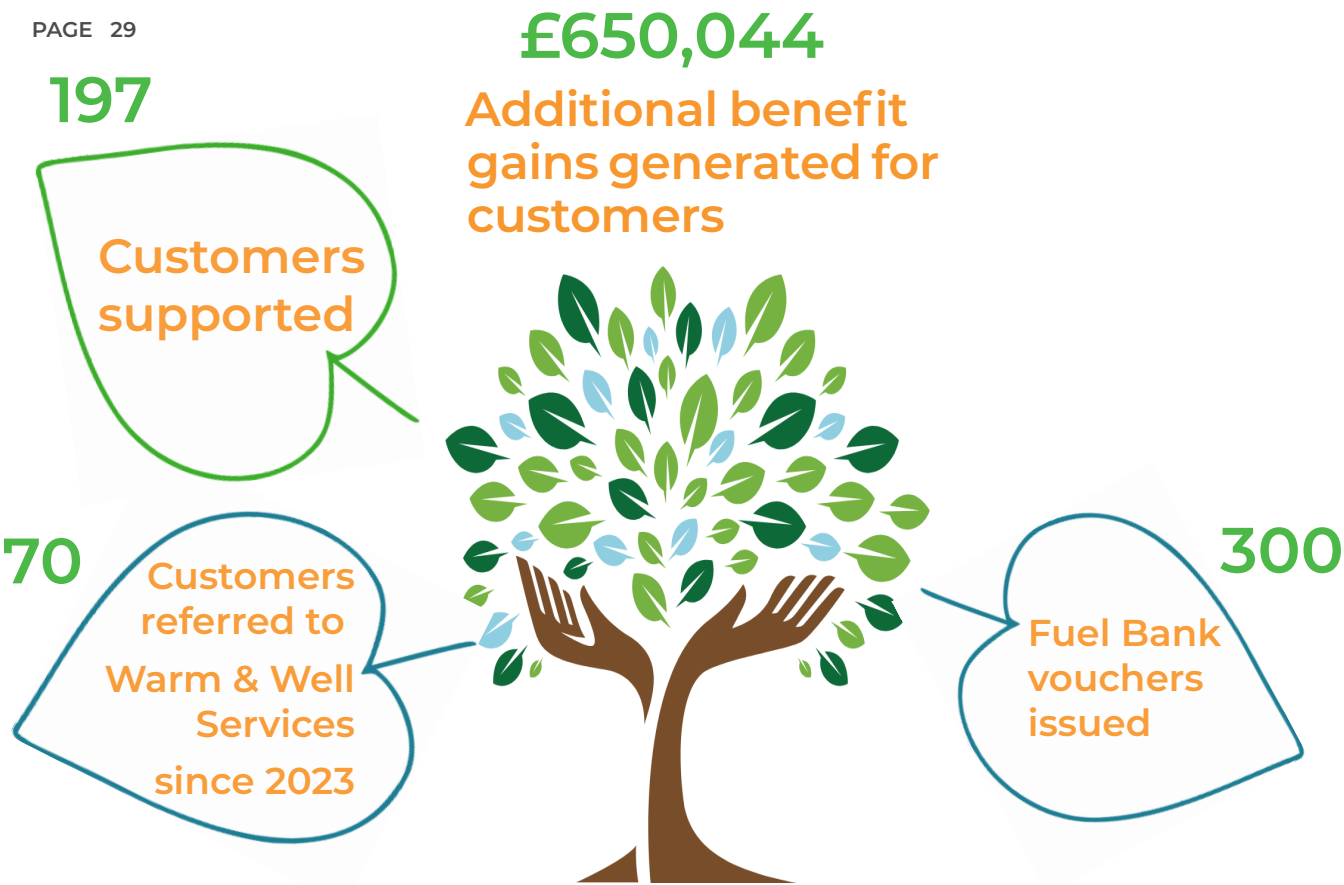 PAGE 29
£650,044
Additional benefit
gains generated for
customers
197
Customers
supported
70
Customers
referred to
Warm & Well
Services
since 2023
300
Fuel Bank
vouchers
issued